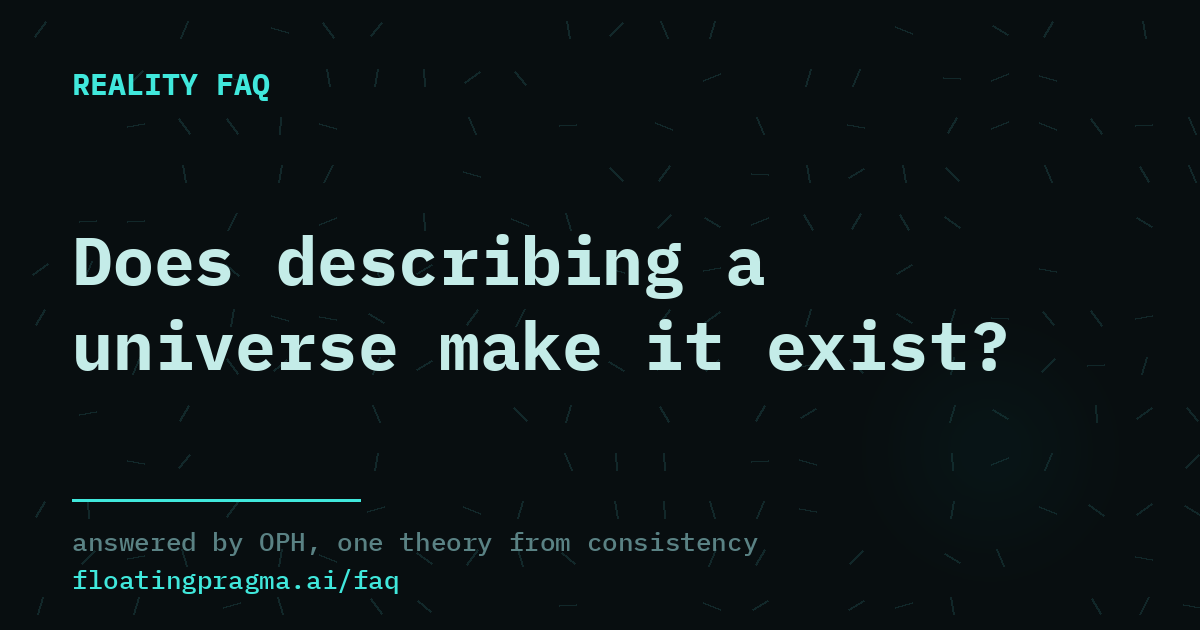 REALITY FAQ
Does describing a
universe make it exist?
answered by OPH, one theory from consistency
floatingpragma.ai/faq